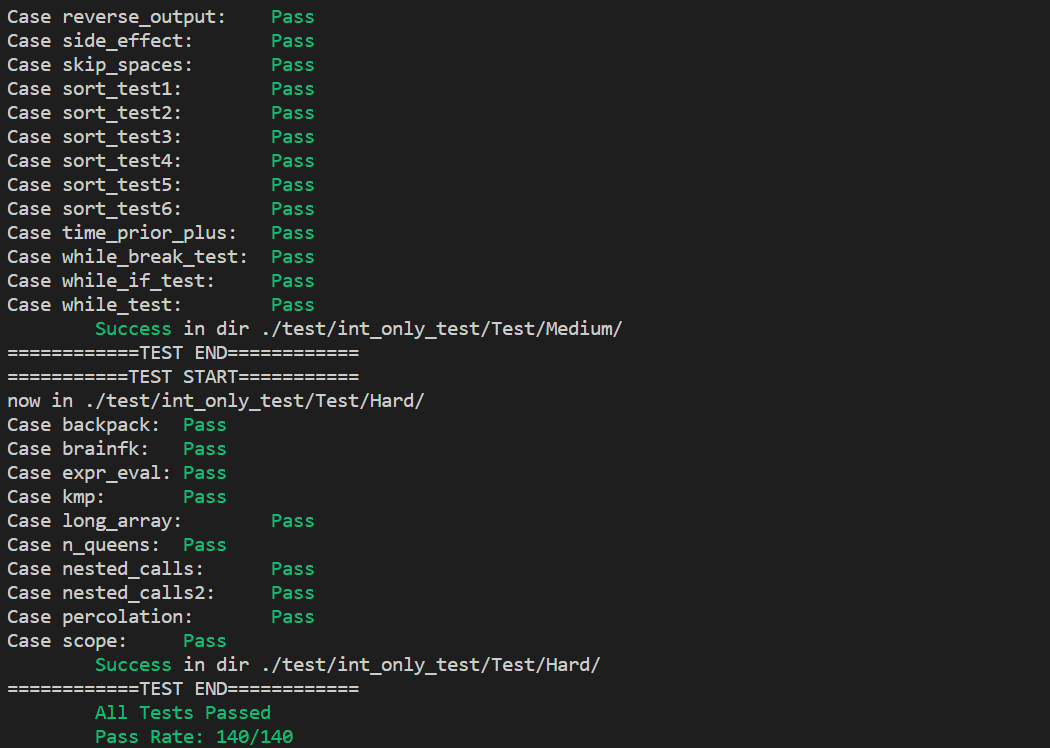 Case reverse_output:    Pass
Case side_effect:       Pass
Case skip_spaces:       Pass
Case sort_test1:        Pass
Case sort_test2:        Pass
Case sort_test3:        Pass
Case sort_test4:        Pass
Case sort_test5:        Pass
Case sort_test6:        Pass
Case time_prior_plus:   Pass
Case while_break_test:  Pass
Case while_if_test:     Pass
Case while_test:        Pass
        Success in dir ./test/int_only_test/Test/Medium/
============TEST END============
===========TEST START===========
now in ./test/int_only_test/Test/Hard/
Case backpack:  Pass
Case brainfk:   Pass
Case expr_eval: Pass
Case kmp:       Pass
Case long_array:        Pass
Case n_queens:  Pass
Case nested_calls:      Pass
Case nested_calls2:     Pass
Case percolation:       Pass
Case scope:     Pass
        Success in dir ./test/int_only_test/Test/Hard/
============TEST END============
        All Tests Passed
        Pass Rate: 140/140